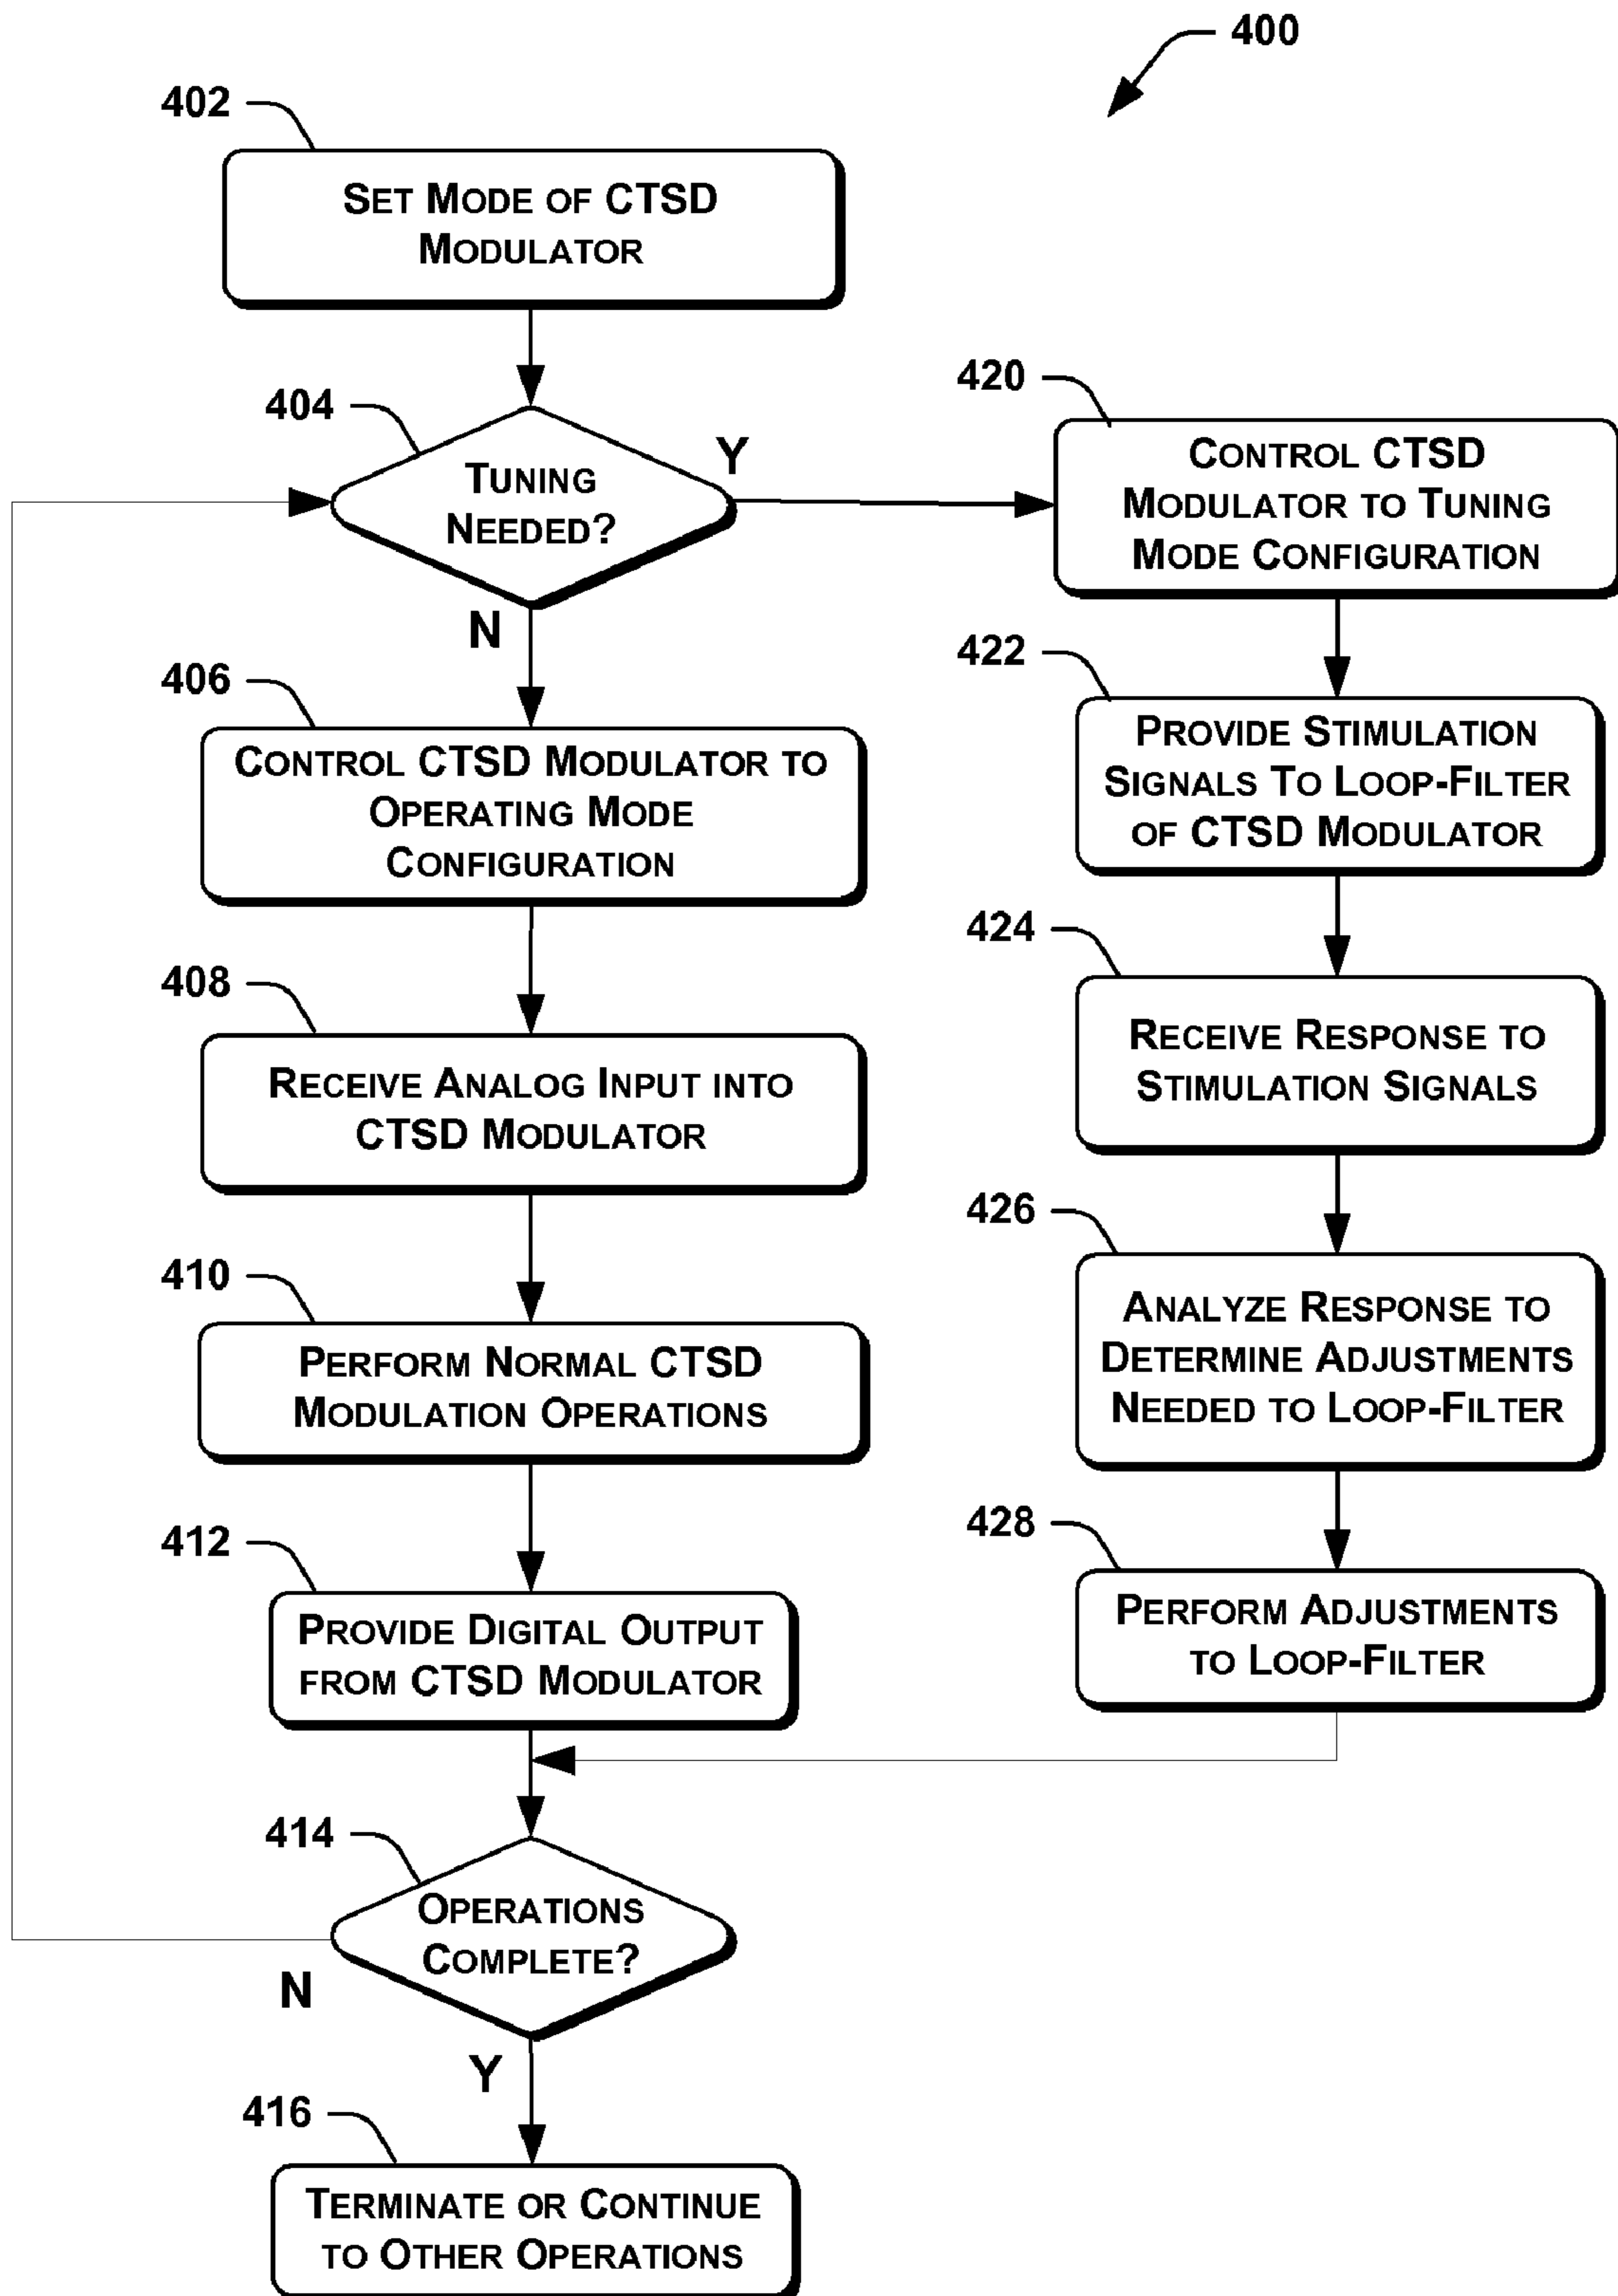 400
402
SET MODE OF CTSD
MODULATOR
404
TUNING
NEEDED?
Y
N
406
CONTROL CTSD MODULATOR TO
OPERATING MODE
CONFIGURATION
408
RECEIVE ANALOG INPUT INTO
CTSD MODULATOR
410
PERFORM NORMAL CTSD
MODULATION OPERATIONS
412
PROVIDE DIGITAL OUTPUT
FROM CTSD MODULATOR
414
OPERATIONS
COMPLETE?
N
Y
416
TERMINATE OR CONTINUE
TO OTHER OPERATIONS
420
CONTROL CTSD
MODULATOR TO TUNING
MODE CONFIGURATION
422
PROVIDE STIMULATION
SIGNALS TO LOOP-FILTER
OF CTSD MODULATOR
424
RECEIVE RESPONSE TO
STIMULATION SIGNALS
426
ANALYZE RESPONSE TO
DETERMINE ADJUSTMENTS
NEEDED TO LOOP-FILTER
428
PERFORM ADJUSTMENTS
TO LOOP-FILTER